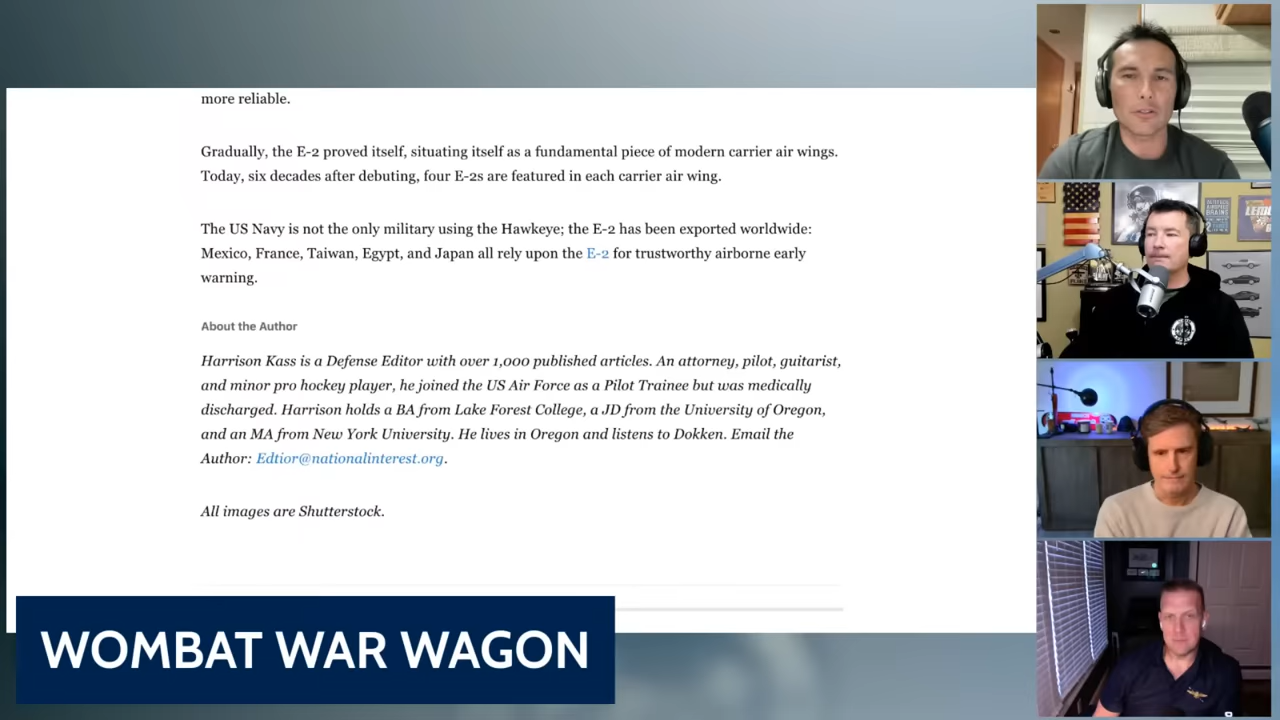 more reliable.
Gradually, the E-2 proved itself, situating itself as a fundamental piece of modern carrier air wings.
Today, six decades after debuting, four E-2s are featured in each carrier air wing.
The US Navy is not the only military using the Hawkeye; the E-2 has been exported worldwide:
Mexico, France, Taiwan, Egypt, and Japan all rely upon the E-2 for trustworthy airborne early
warning.
About the Author
Harrison Kass is a Defense Editor with over 1,000 published articles. An attorney, pilot, guitarist,
and minor pro hockey player, he joined the US Air Force as a Pilot Trainee but was medically
discharged. Harrison holds a BA from Lake Forest College, a JD from the University of Oregon,
and an MA from New York University. He lives in Oregon and listens to Dokken. Email the
Author: Edtior@nationalinterest.org.
All images are Shutterstock.
WOMBAT WAR WAGON